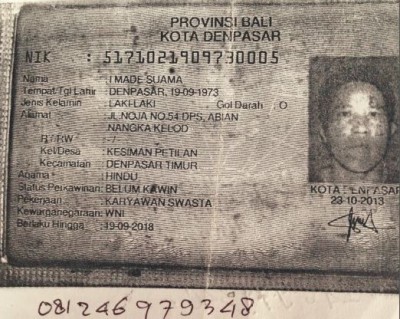 PROVINSI BALI
KOTA DENPASAR
NIK : 5171021909730005
Nama : I MADE SUAMA
Tempat/Tgl Lahir : DENPASAR, 19-09-1973
Jenis Kelamin : LAKI-LAKI Gol Darah : O
Alamat : JL. NOJA NO.54 DPS, ABIAN
NANGKA KELOD
RT/RW : -/-
Kel/Desa : KESIMAN PETILAN
Kecamatan : DENPASAR TIMUR
Agama : HINDU
Status Perkawinan: BELUM KAWIN
Pekerjaan : KARYAWAN SWASTA
Kewarganegaraan: WNI
Berlaku Hingga : 19-09-2018
KOTA DENPASAR
23-10-2013
081246979348